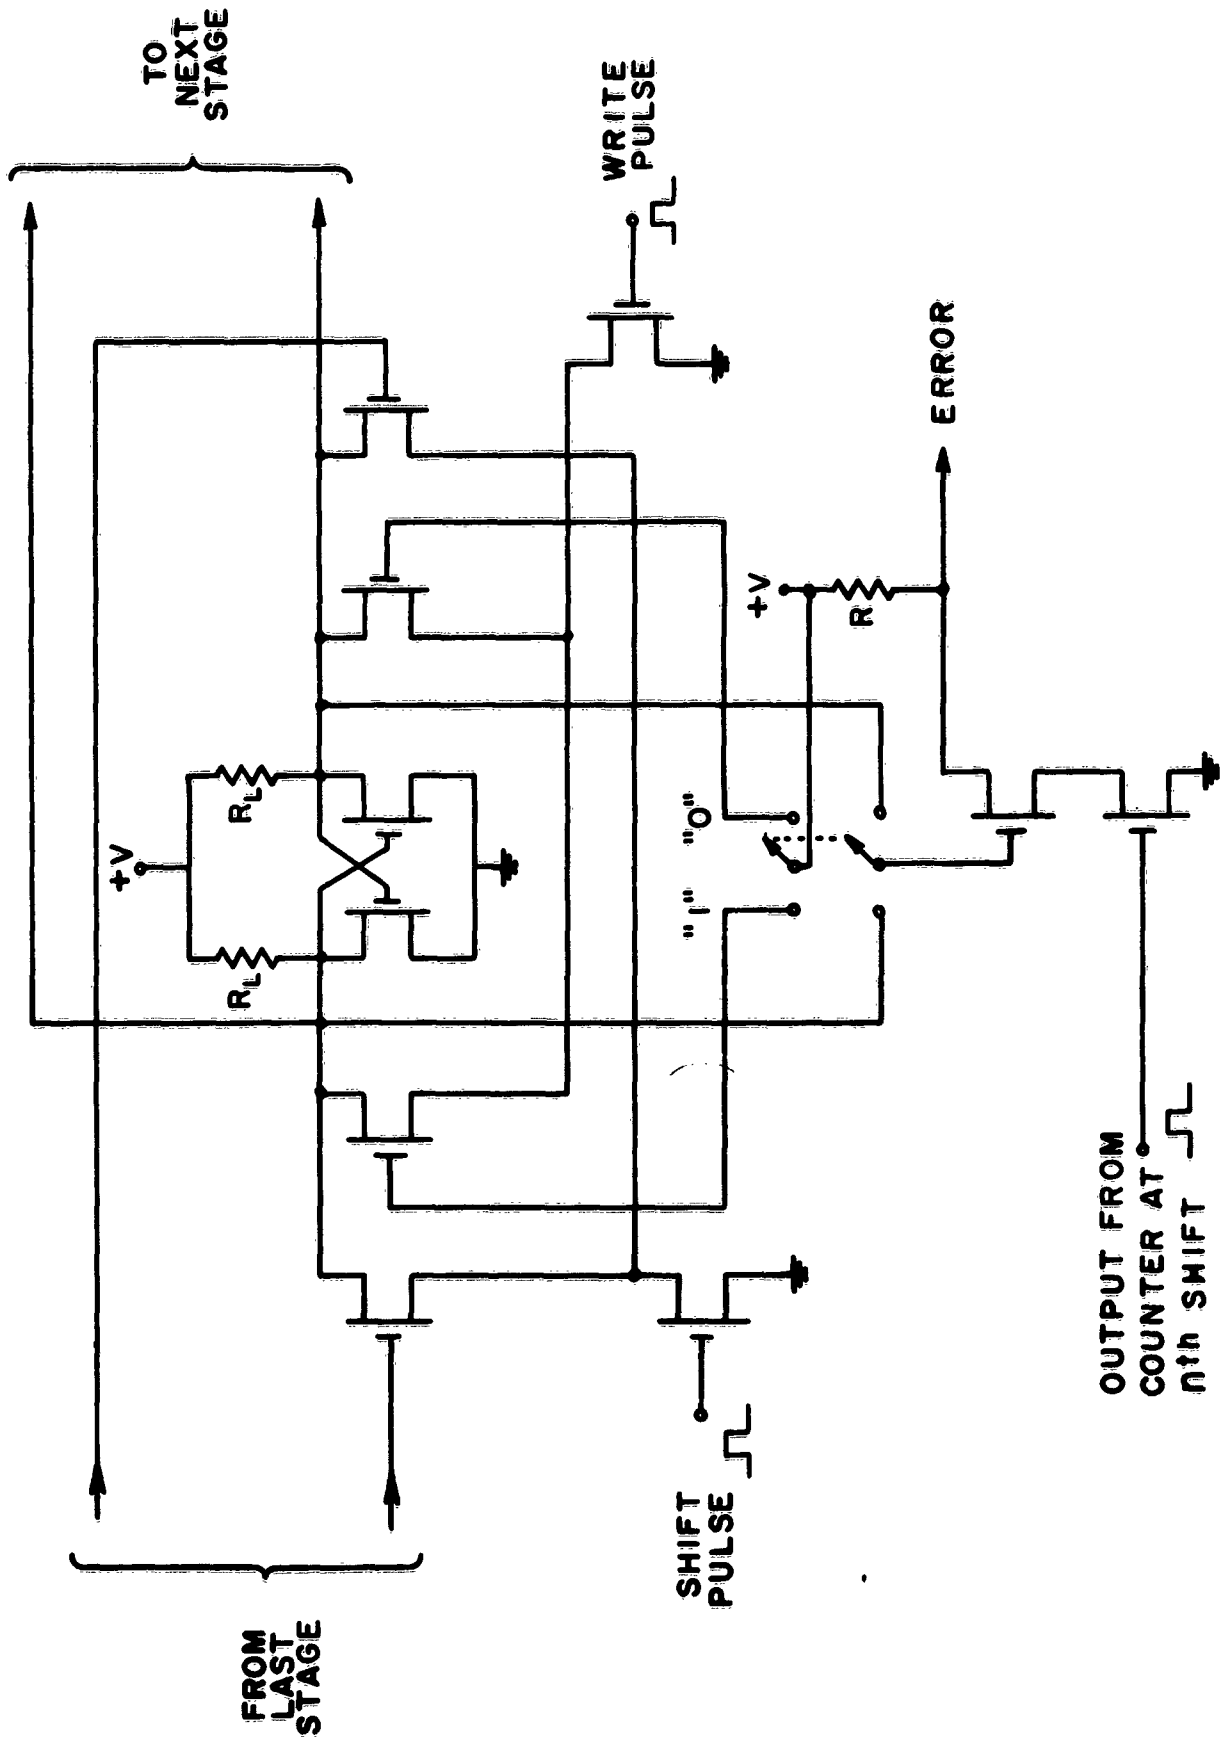 TO
NEXT
STAGE
WRITE
PULSE
+V
R_L
R_L
"1"
"0"
+V
R
ERROR
FROM
LAST
STAGE
SHIFT
PULSE
OUTPUT FROM
COUNTER AT
nth SHIFT